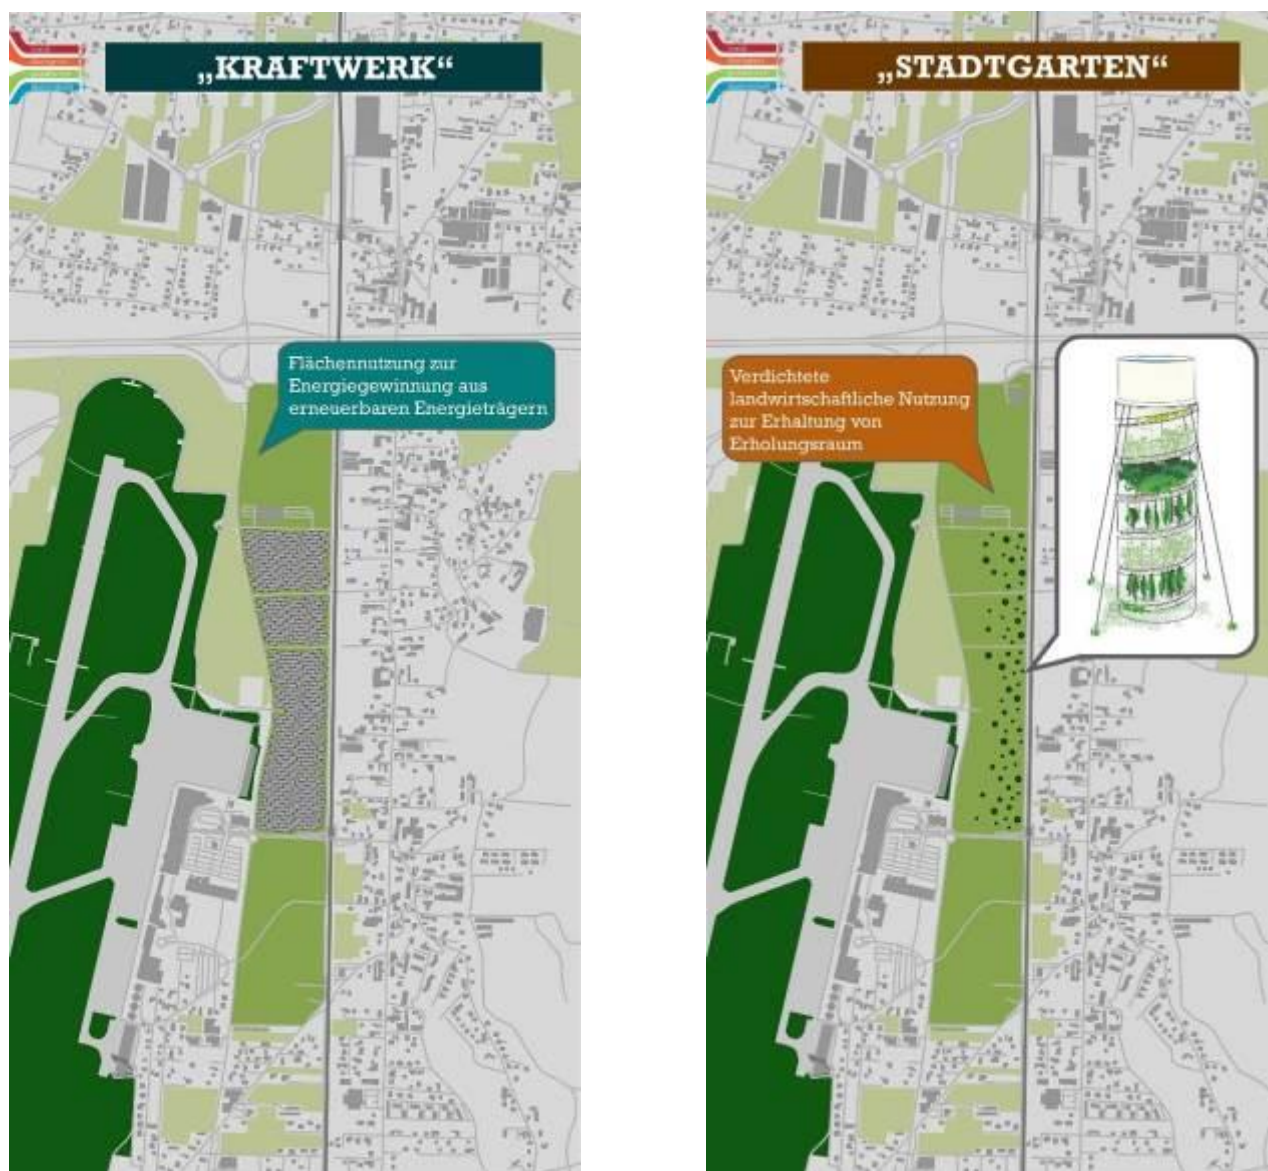 „KRAFTWERK“
Flächennutzung zur
Energiegewinnung aus
erneuerbaren Energieträgern
„STADTGARTEN“
Verdichtete
landwirtschaftliche Nutzung
zur Erhaltung von
Erholungsraum